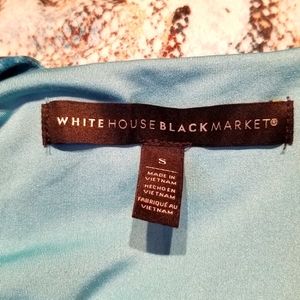 WHITE HOUSE BLACK MARKET®
S
MADE IN
VIETNAM
HECHO EN
VIETNAM
FABRIQUÉ AU
VIETNAM